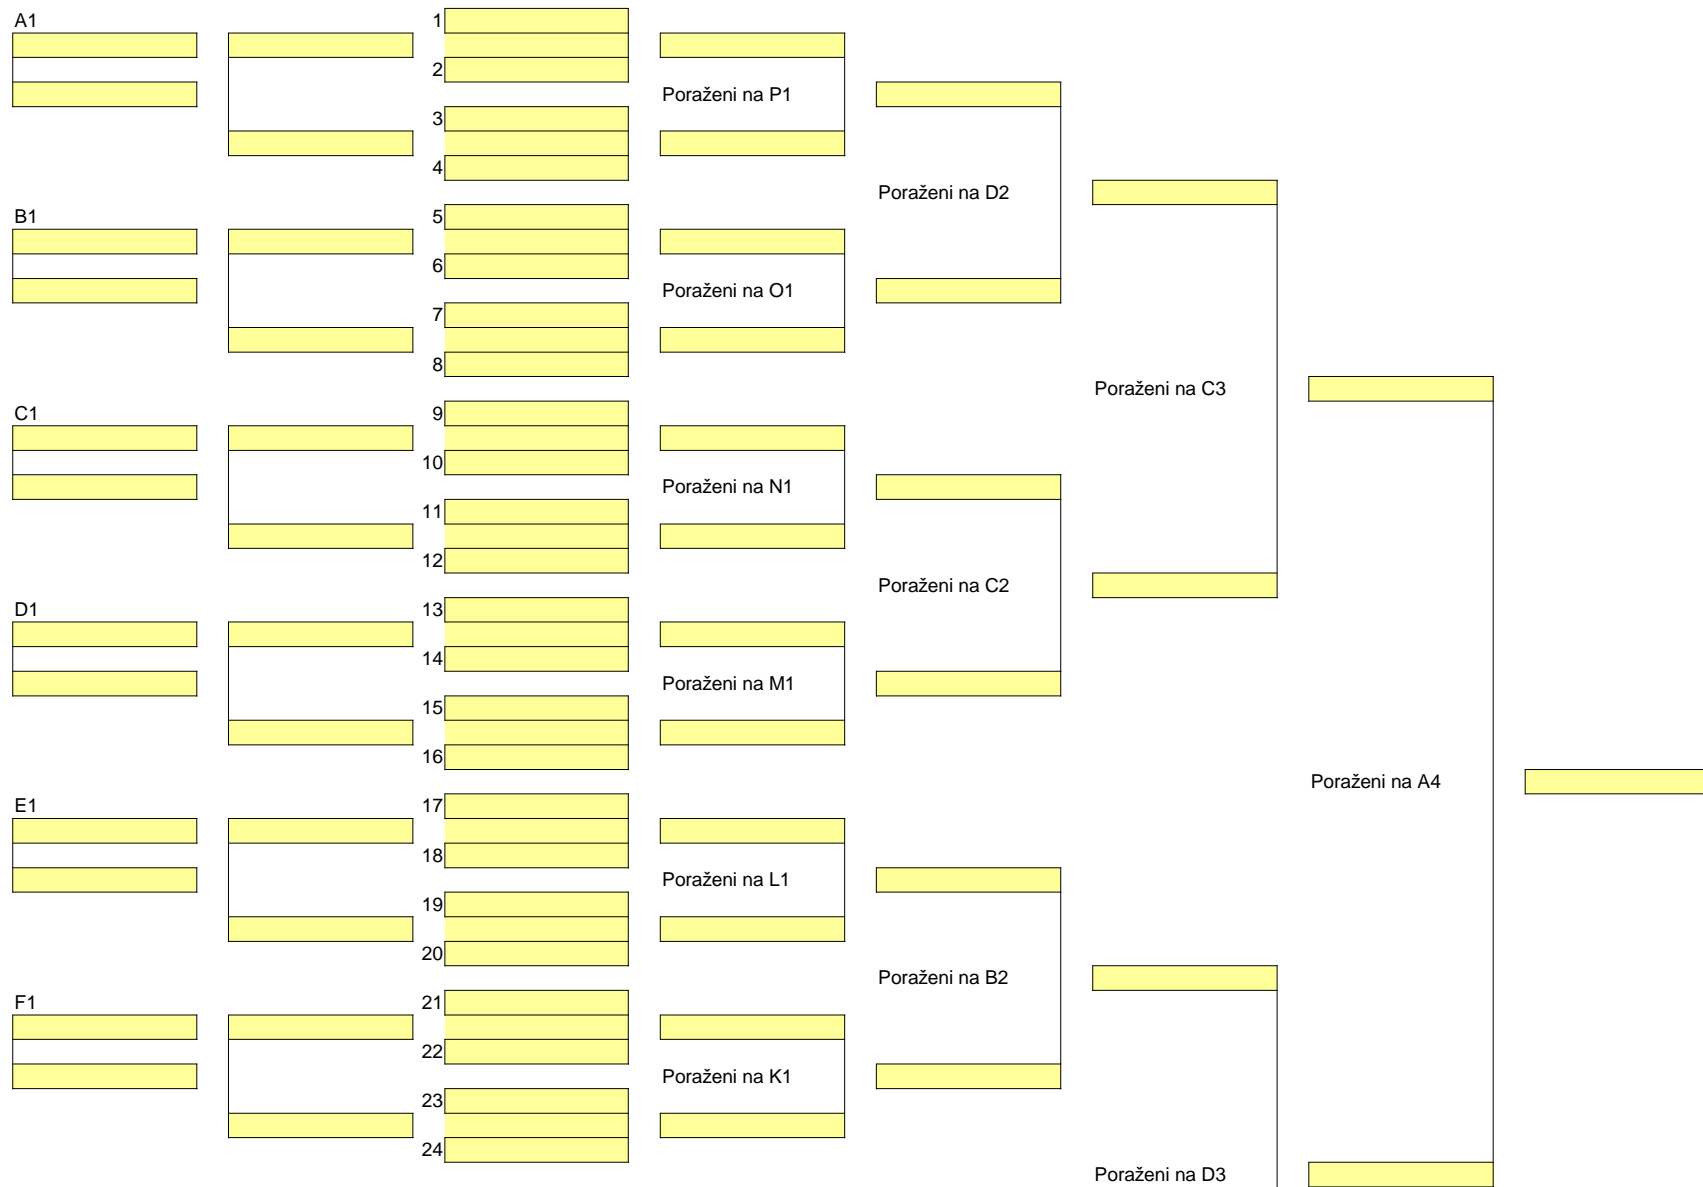 A1
1
2
Poraženi na P1
3
4
Poraženi na D2
B1
5
6
Poraženi na O1
7
8
Poraženi na C3
C1
9
10
Poraženi na N1
11
12
Poraženi na C2
D1
13
14
Poraženi na M1
15
16
Poraženi na A4
E1
17
18
Poraženi na L1
19
20
Poraženi na B2
F1
21
22
Poraženi na K1
23
24
Poraženi na D3